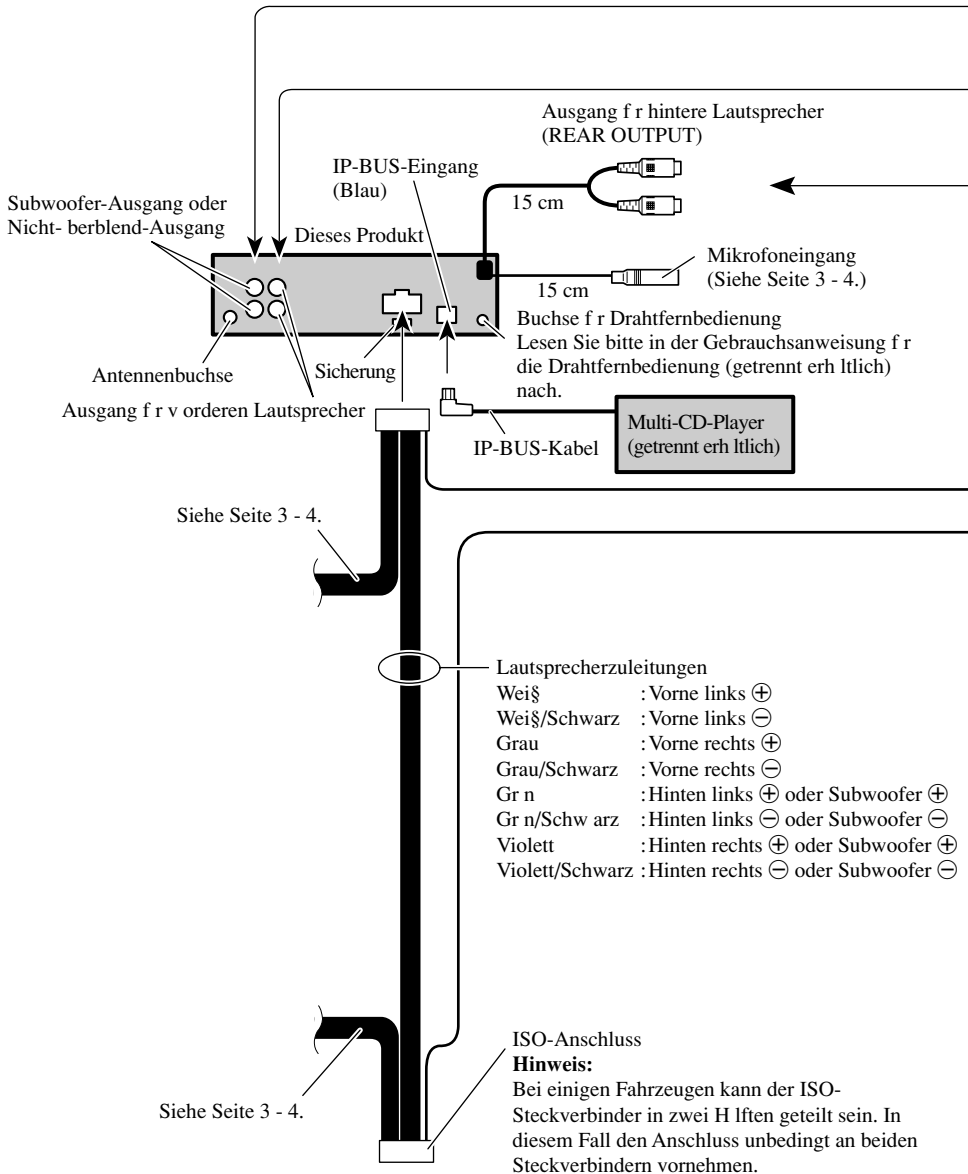 Ausgang f r hintere Lautsprecher
(REAR OUTPUT)
IP-BUS-Eingang
(Blau)
15 cm
Subwoofer-Ausgang oder
Nicht- berblend-Ausgang
Dieses Produkt
Mikrofoneingang
(Siehe Seite 3 - 4.)
15 cm
Buchse f r Drahtfernbedienung
Lesen Sie bitte in der Gebrauchsanweisung f r
die Drahtfernbedienung (getrennt erh ltlich)
nach.
Antennenbuchse
Sicherung
Ausgang f r v orderen Lautsprecher
IP-BUS-Kabel
Multi-CD-Player
(getrennt erh ltlich)
Siehe Seite 3 - 4.
Lautsprecherzuleitungen
Wei§ : Vorne links ⊕
Wei§/Schwarz : Vorne links ⊖
Grau : Vorne rechts ⊕
Grau/Schwarz : Vorne rechts ⊖
Gr n : Hinten links ⊕ oder Subwoofer ⊕
Gr n/Schw arz : Hinten links ⊖ oder Subwoofer ⊖
Violett : Hinten rechts ⊕ oder Subwoofer ⊕
Violett/Schwarz : Hinten rechts ⊖ oder Subwoofer ⊖
Siehe Seite 3 - 4.
ISO-Anschluss
Hinweis:
Bei einigen Fahrzeugen kann der ISO-
Steckverbinder in zwei H lften geteilt sein. In
diesem Fall den Anschluss unbedingt an beiden
Steckverbindern vornehmen.